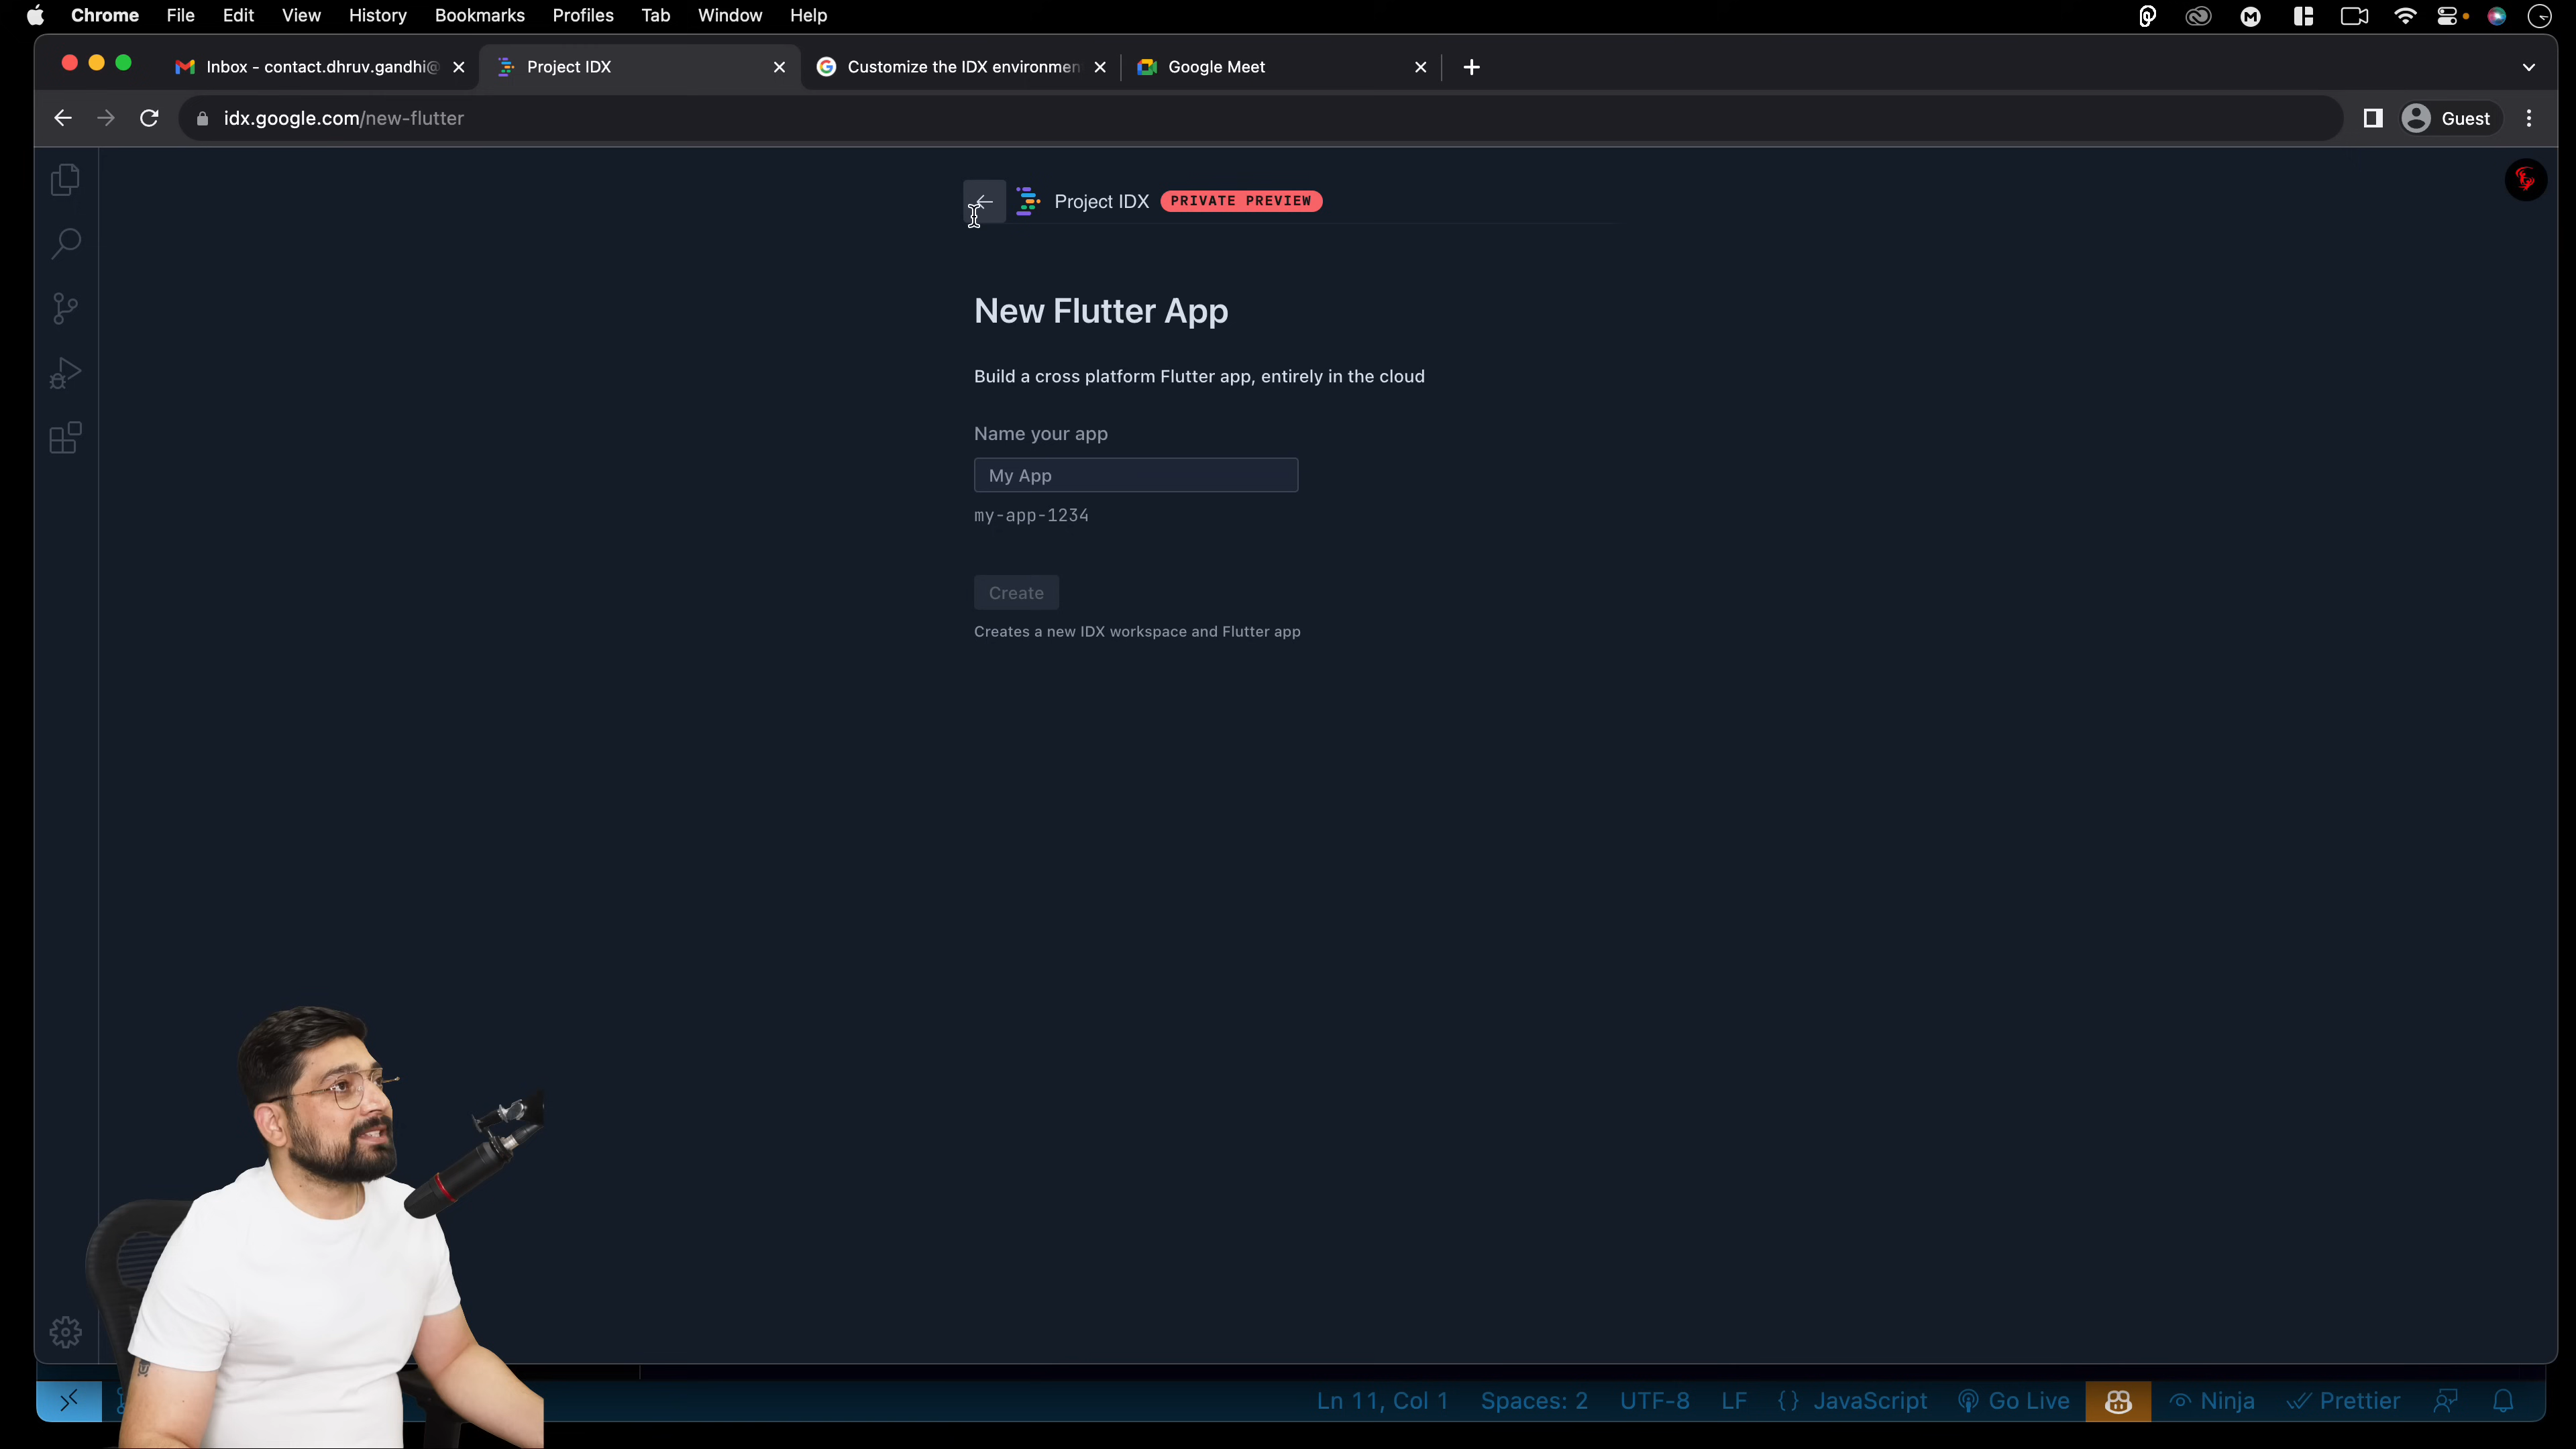 Chrome File Edit View History Bookmarks Profiles Tab Window Help
Inbox - contact.dhruv.gandhi@ Project IDX Customize the IDX environmen Google Meet
idx.google.com/new-flutter Guest
Project IDX PRIVATE PREVIEW
New Flutter App
Build a cross platform Flutter app, entirely in the cloud
Name your app
My App
my-app-1234
Create
Creates a new IDX workspace and Flutter app
Ln 11, Col 1 Spaces: 2 UTF-8 LF {} JavaScript Go Live Ninja Prettier